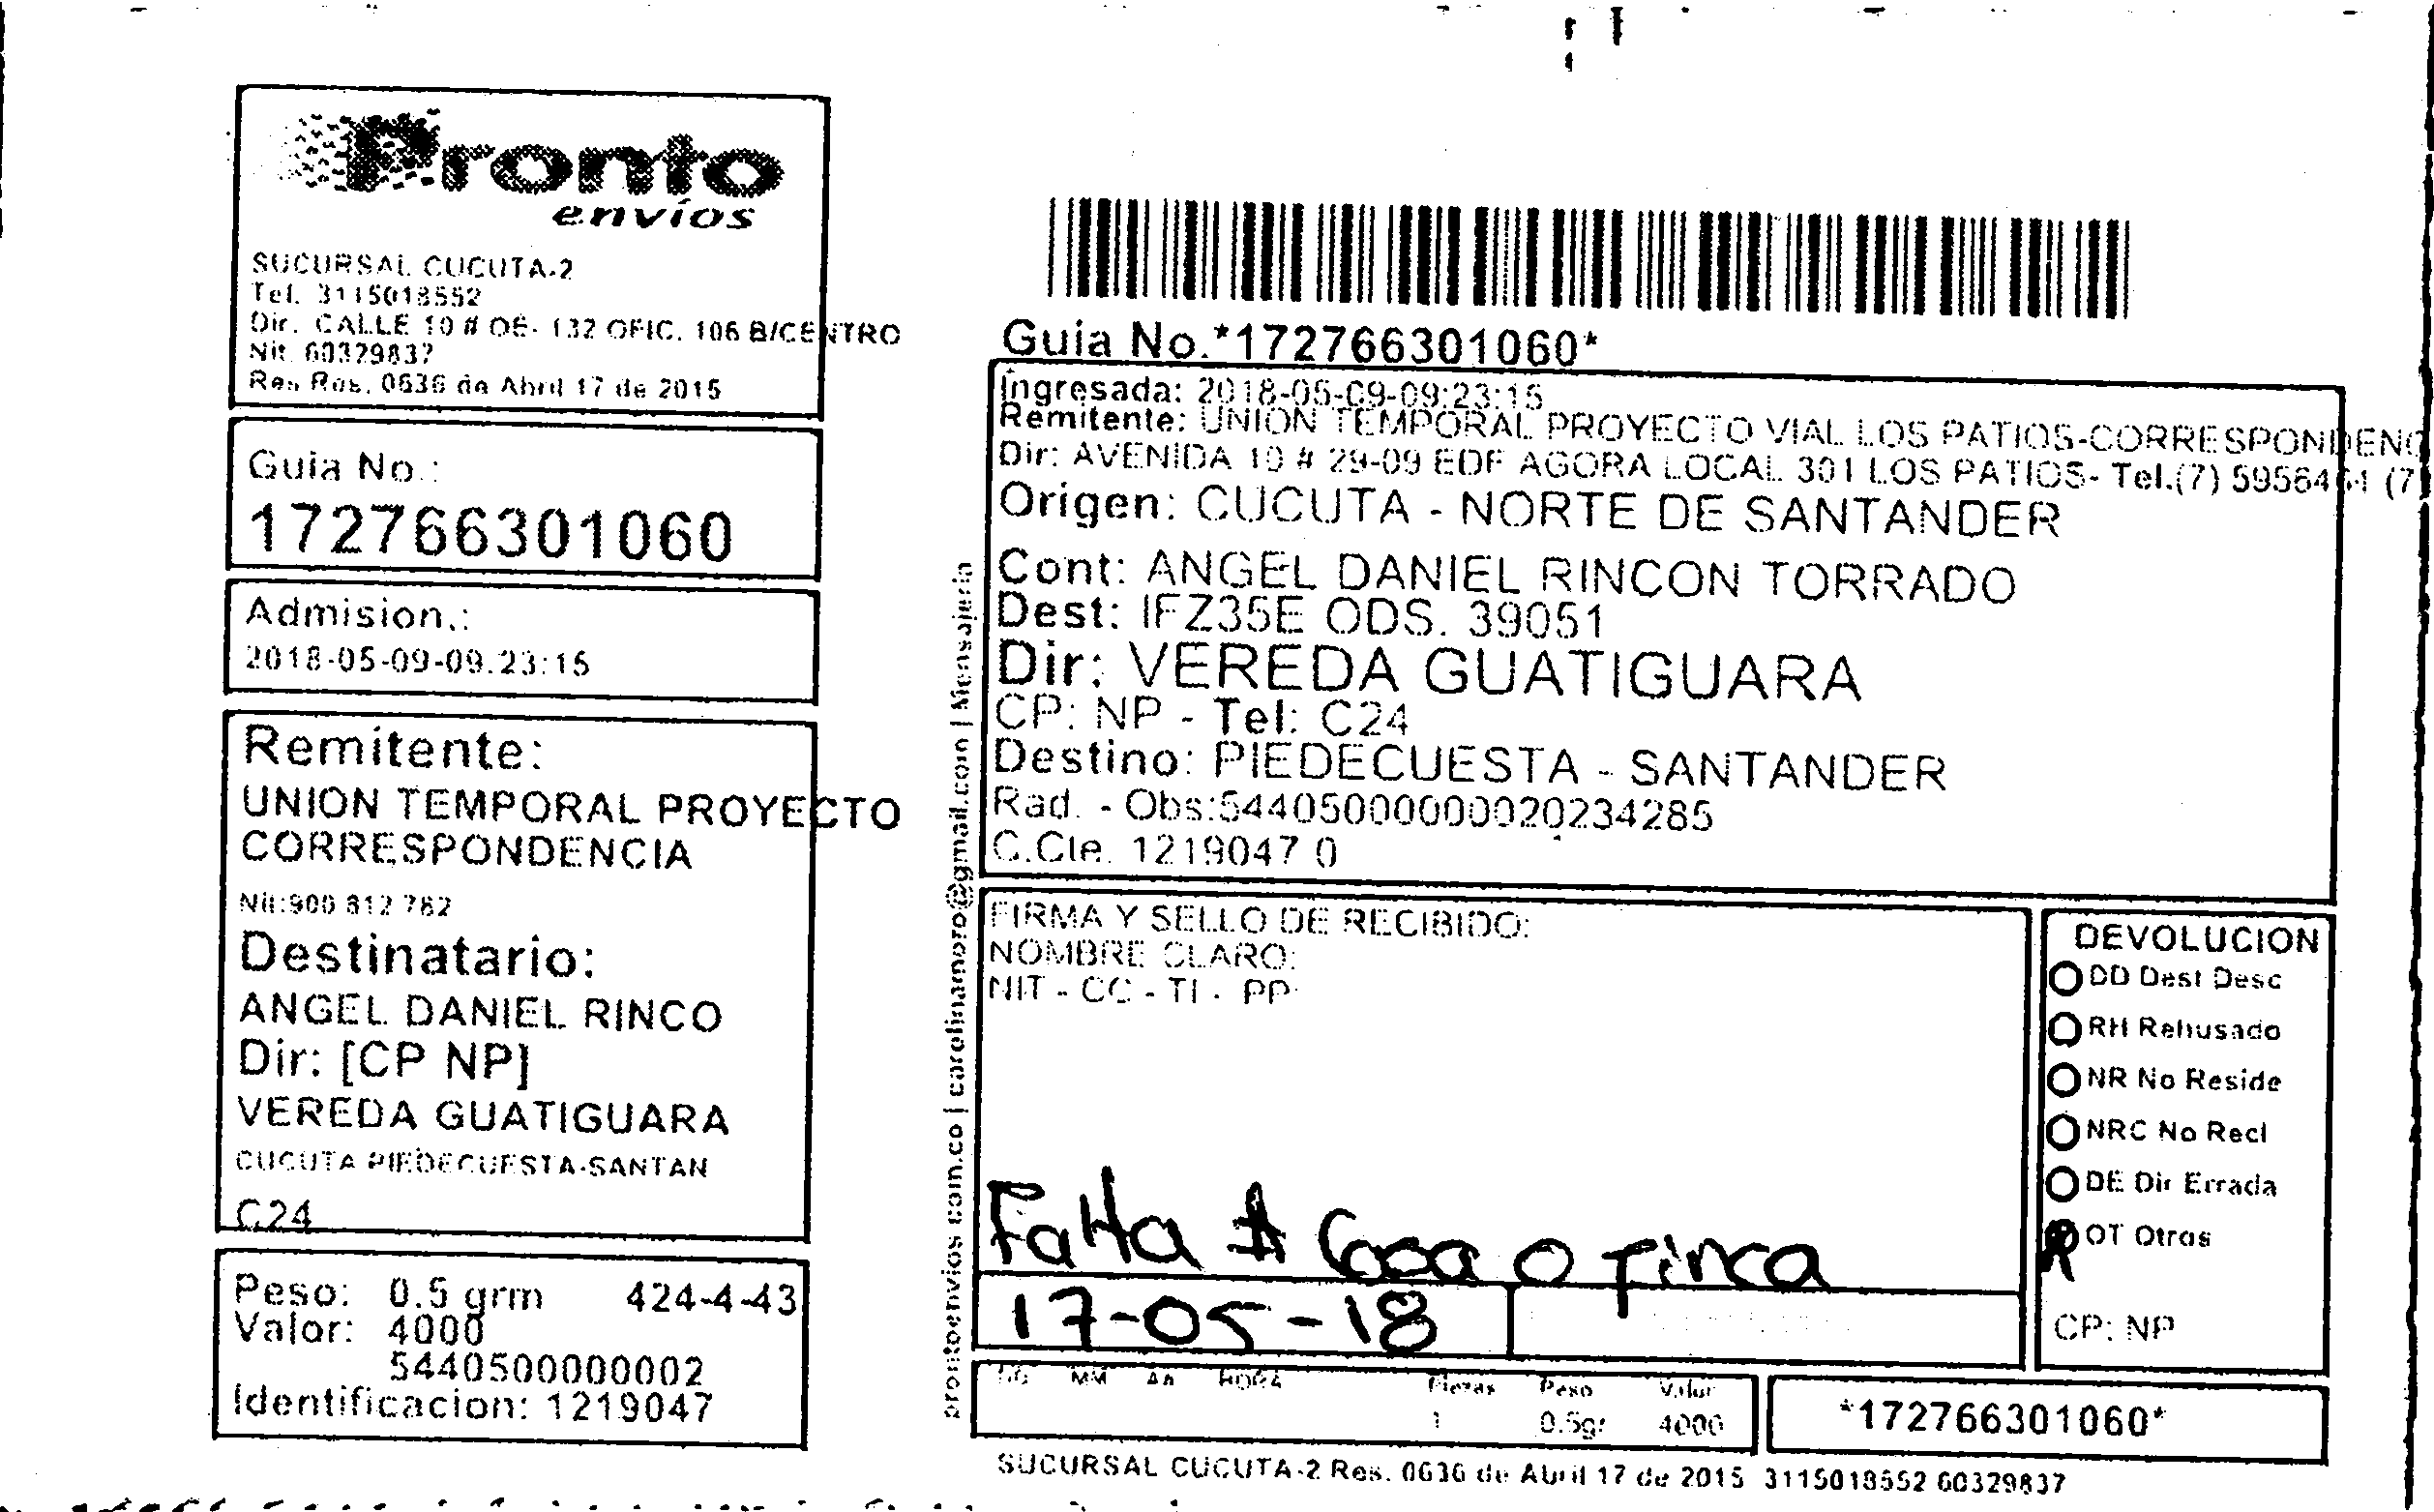 Pronto
envíos
SUCURSAL CUCUTA-2
Tel. 3115018552
Dir. CALLE 10 # OE- 132 OFIC. 106 B/CENTRO
Nit. 60329837
Res Ros. 0636 de Abril 17 de 2015
Guia No.:
172766301060
Admision.:
2018-05-09-09:23:15
Remitente:
UNION TEMPORAL PROYECTO
CORRESPONDENCIA
Nit:900 812 782
Destinatario:
ANGEL DANIEL RINCO
Dir: [CP NP]
VEREDA GUATIGUARA
CUCUTA PIEDECUESTA-SANTAN
C24
Peso: 0.5 grm 424-4-43
Valor: 4000
5440500000002
Identificacion: 1219047
prontoenvios.com.co | carolinamoro@gmail.com | Mensajeria
Guia No.*172766301060*
Ingresada: 2018-05-09-09:23:15
Remitente: UNION TEMPORAL PROYECTO VIAL LOS PATIOS-CORRESPONDENC
Dir: AVENIDA 10 # 29-09 EDF AGORA LOCAL 301 LOS PATIOS- Tel.(7) 5956461 (7)
Origen: CUCUTA - NORTE DE SANTANDER
Cont: ANGEL DANIEL RINCON TORRADO
Dest: IFZ35E ODS. 39051
Dir: VEREDA GUATIGUARA
CP: NP - Tel: C24
Destino: PIEDECUESTA - SANTANDER
Rad. - Obs:544050000000020234285
C.Cle. 1219047 0
FIRMA Y SELLO DE RECIBIDO:
NOMBRE CLARO:
NIT - CC - TI - PP:
Falta # Casa o Finca
17-05-18
DD MM AA HORA Piezas Peso Valor
1 0.5gr 4000
DEVOLUCION
DD Dest Desc
RH Rehusado
NR No Reside
NRC No Recl
DE Dir Errada
OT Otros
CP: NP
*172766301060*
SUCURSAL CUCUTA-2 Res. 0636 de Abril 17 de 2015 3115018552 60329837